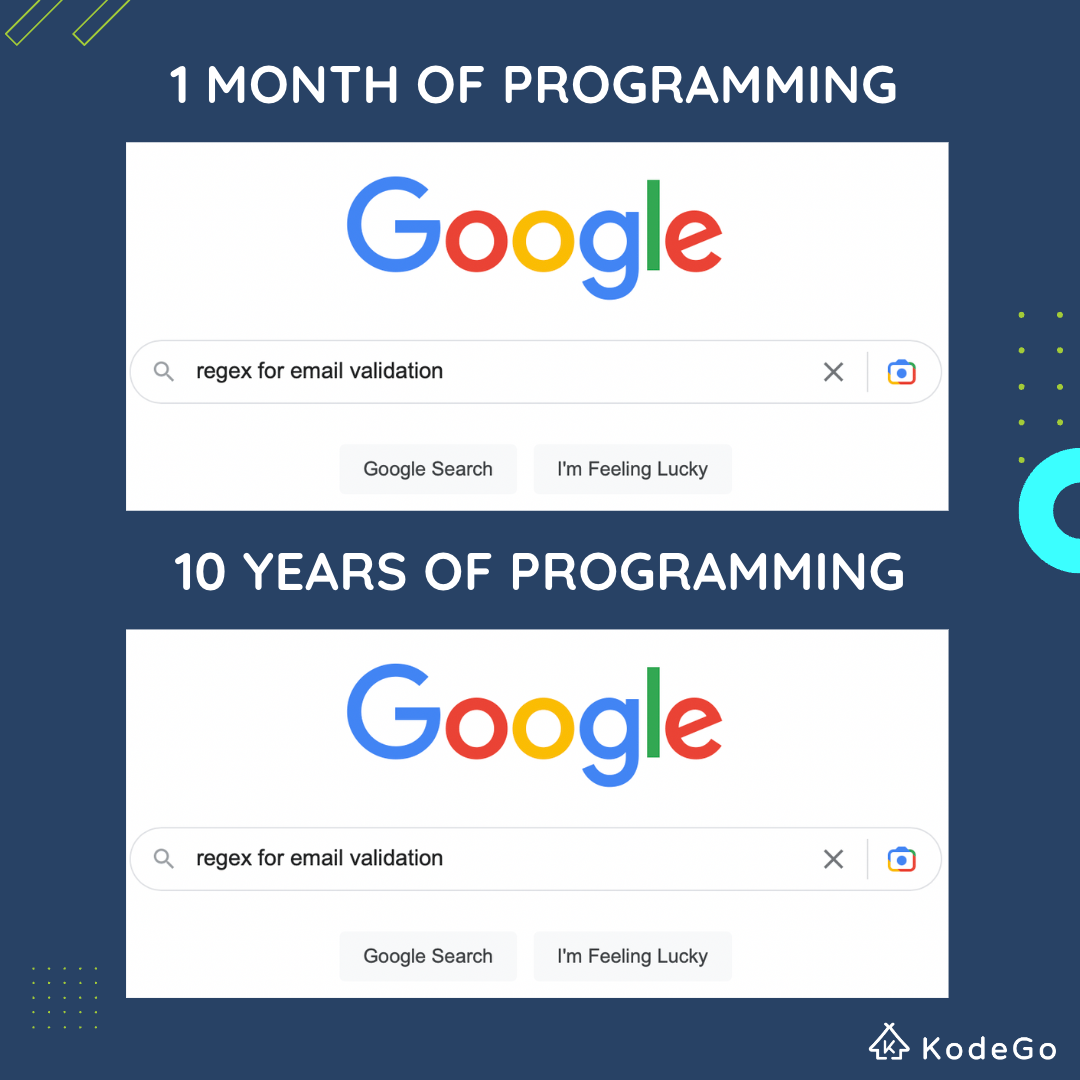 1 MONTH OF PROGRAMMING
Google
regex for email validation
Google Search I'm Feeling Lucky
10 YEARS OF PROGRAMMING
Google
regex for email validation
Google Search I'm Feeling Lucky
K KodeGo